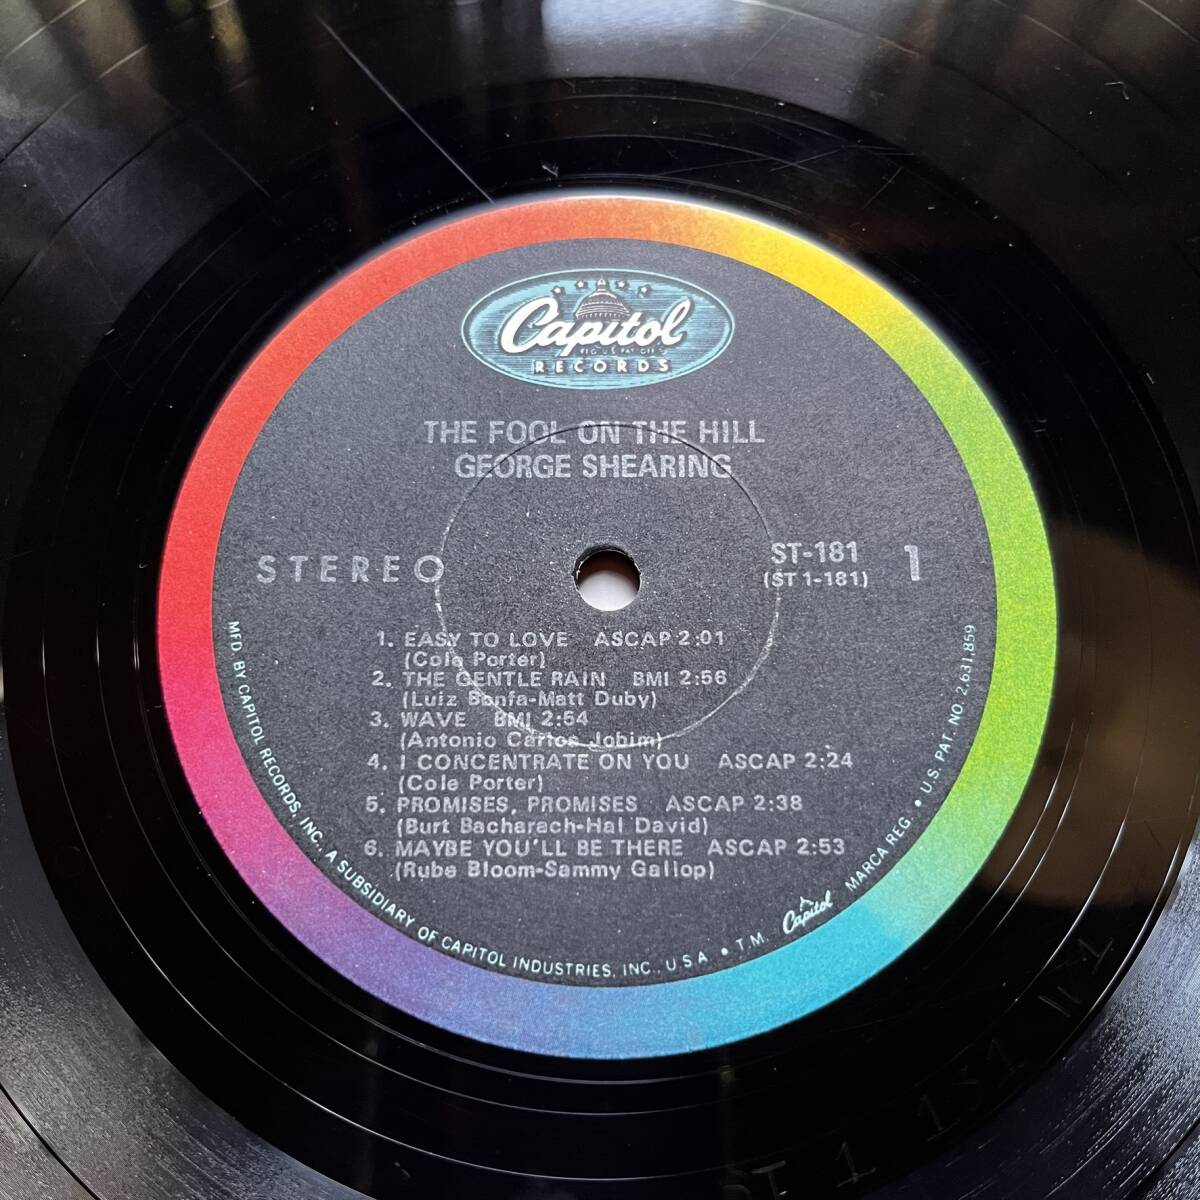 Capitol
RECORDS
THE FOOL ON THE HILL
GEORGE SHEARING
STEREO
ST-181
(ST 1-181)
1
1. EASY TO LOVE ASCAP 2:01
(Cole Porter)
2. THE GENTLE RAIN BMI 2:56
(Luiz Bonfa-Matt Duby)
3. WAVE BMI 2:54
(Antonio Carlos Jobim)
4. I CONCENTRATE ON YOU ASCAP 2:24
(Cole Porter)
5. PROMISES, PROMISES ASCAP 2:38
(Burt Bacharach-Hal David)
6. MAYBE YOU'LL BE THERE ASCAP 2:53
(Rube Bloom-Sammy Gallop)
MFD. BY CAPITOL RECORDS, INC. A SUBSIDIARY OF CAPITOL INDUSTRIES, INC., U.S.A. • T.M. Capitol MARCA REG. • U.S. PAT. NO. 2,631,859